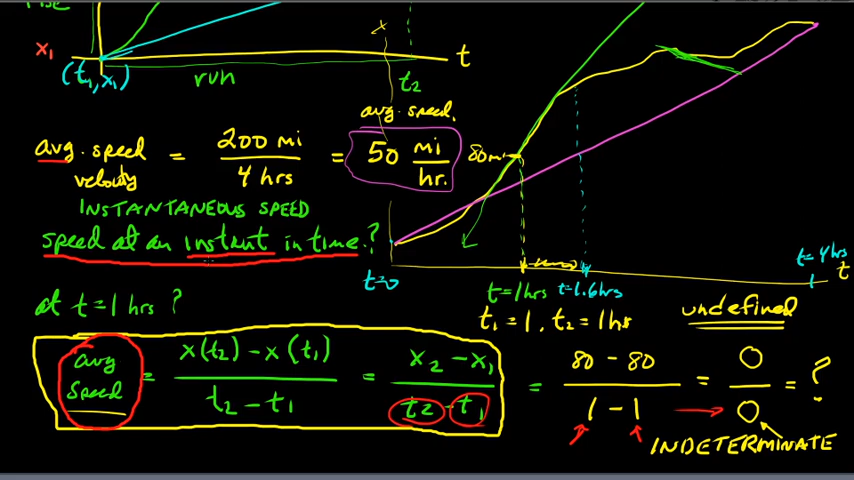 rise
x
x₁
(t₁,x₁)
run
t₂
t
avg speed.
avg. speed = 200 mi / 4 hrs = 50 mi/hr.
velocity
80mi
INSTANTANEOUS SPEED
speed at an instant in time?
t=0
t=4hrs
t
t=1hrs t=1.6hrs
at t=1 hrs ?
t₁=1, t₂=1hr
undefined
avg speed = x(t₂)-x(t₁) / t₂-t₁ = x₂-x₁ / t2-t₁ = 80-80 / 1-1 = 0/0 = ?
INDETERMINATE